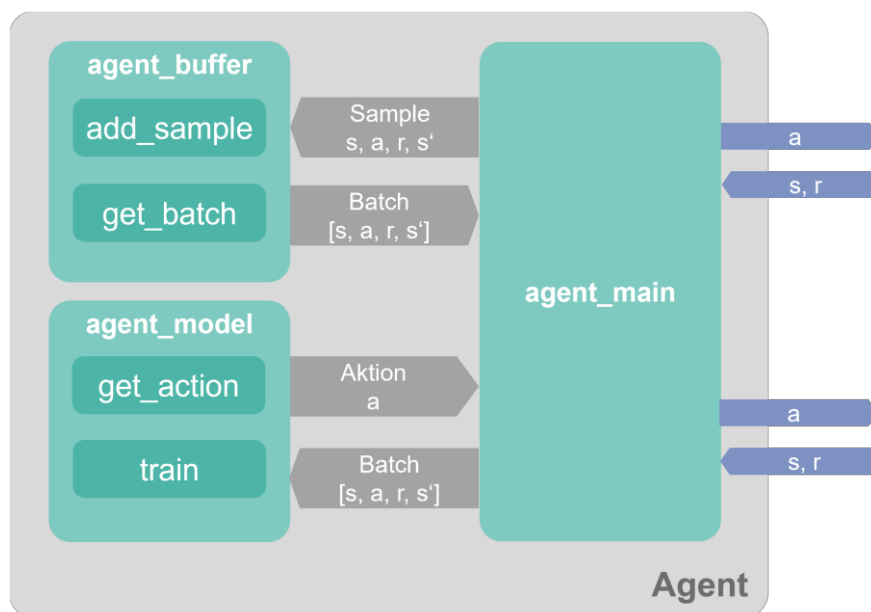 agent_buffer
add_sample
get_batch
Sample
s, a, r, s‘
Batch
[s, a, r, s‘]
agent_model
get_action
train
Aktion
a
Batch
[s, a, r, s‘]
agent_main
a
s, r
a
s, r
Agent